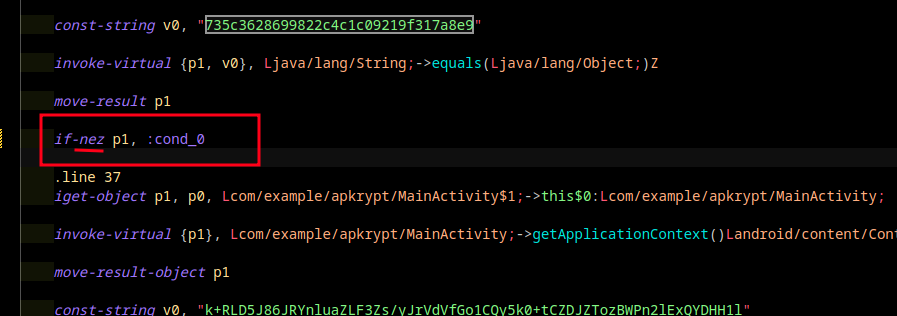 const-string v0, "735c3628699822c4c1c09219f317a8e9"
invoke-virtual {p1, v0}, Ljava/lang/String;->equals(Ljava/lang/Object;)Z
move-result p1
if-nez p1, :cond_0
.line 37
iget-object p1, p0, Lcom/example/apkrypt/MainActivity$1;->this$0:Lcom/example/apkrypt/MainActivity;
invoke-virtual {p1}, Lcom/example/apkrypt/MainActivity;->getApplicationContext()Landroid/content/Con
move-result-object p1
const-string v0, "k+RLD5J86JRYnluaZLF3Zs/yJrVdVfGo1CQy5k0+tCZDJZTozBWPn2lExQYDHH1l"